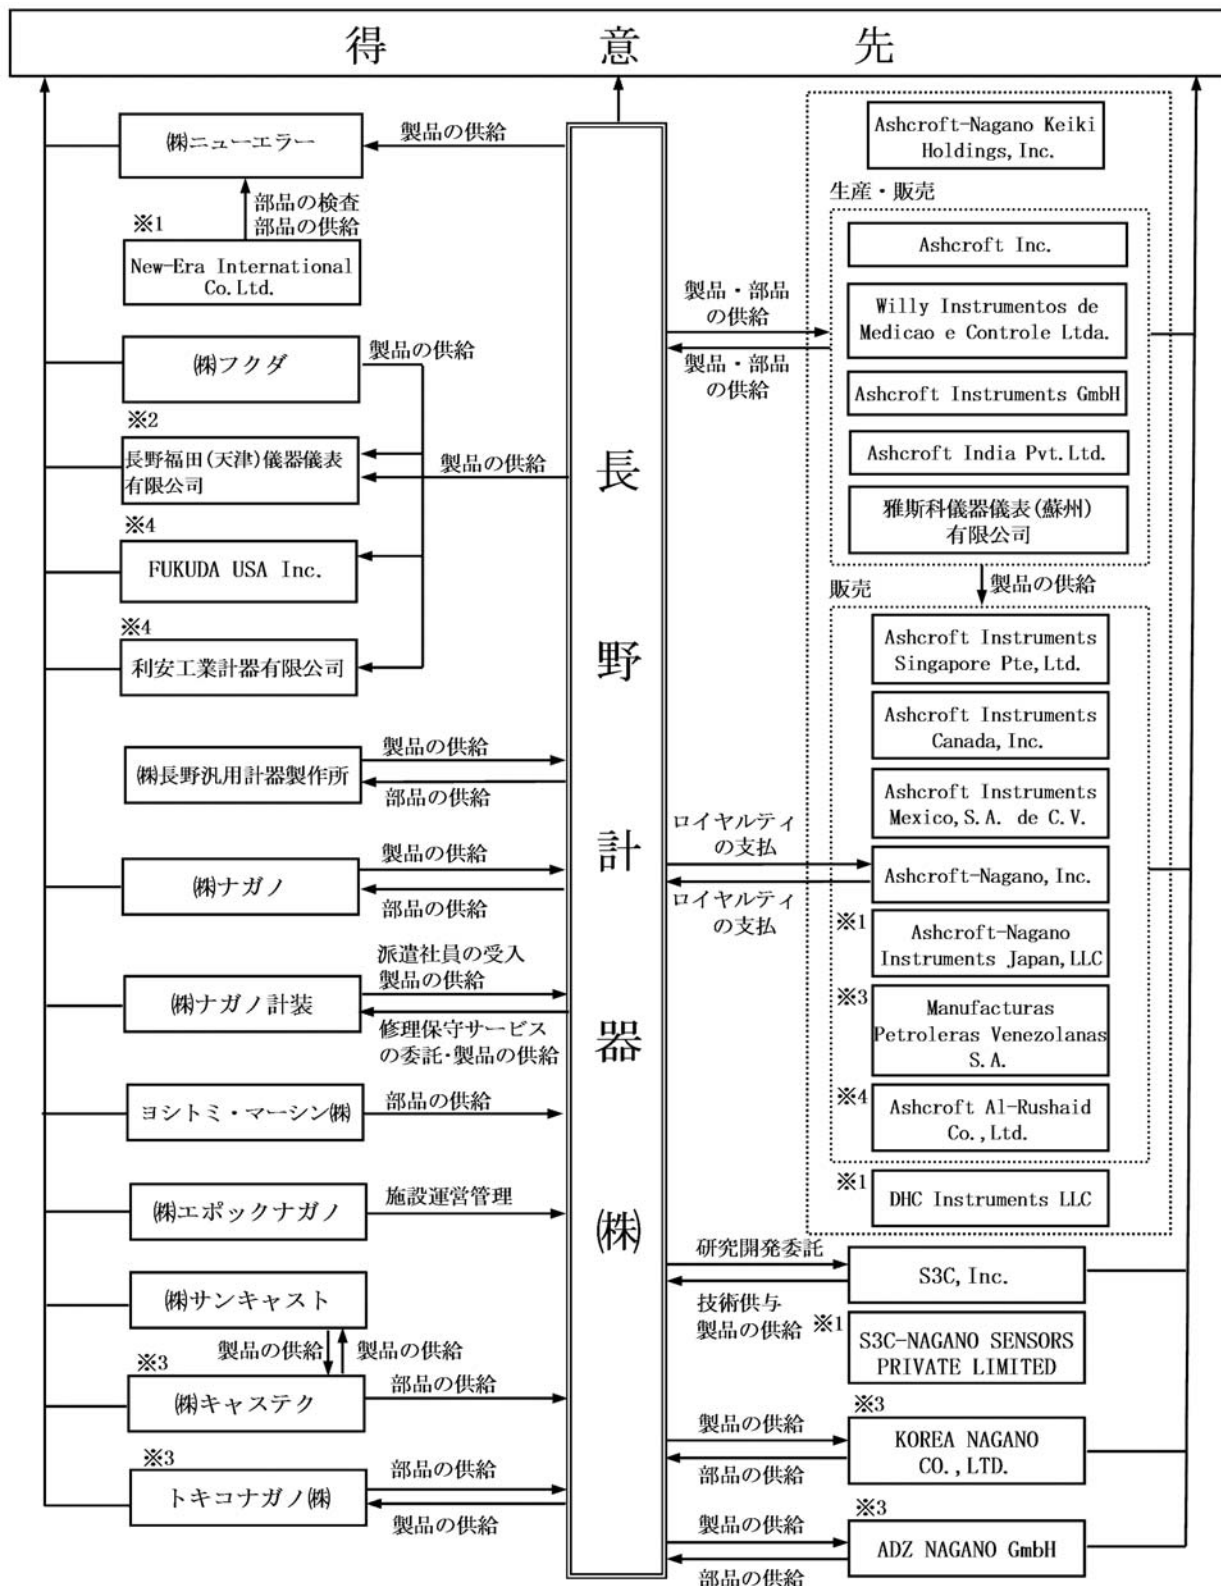 得意先
㈱ニューエラー
製品の供給
部品の検査
部品の供給
※1
New-Era International
Co.Ltd.
㈱フクダ
製品の供給
※2
長野福田(天津)儀器儀表
有限公司
製品の供給
※4
FUKUDA USA Inc.
※4
利安工業計器有限公司
㈱長野汎用計器製作所
製品の供給
部品の供給
㈱ナガノ
製品の供給
部品の供給
㈱ナガノ計装
派遣社員の受入
製品の供給
修理保守サービス
の委託・製品の供給
ヨシトミ・マーシン㈱
部品の供給
㈱エポックナガノ
施設運営管理
㈱サンキャスト
製品の供給
製品の供給
※3
㈱キャステク
部品の供給
※3
トキコナガノ㈱
部品の供給
製品の供給
長野計器㈱
Ashcroft-Nagano Keiki
Holdings, Inc.
生産・販売
Ashcroft Inc.
Willy Instrumentos de
Medicao e Controle Ltda.
製品・部品
の供給
製品・部品
の供給
Ashcroft Instruments GmbH
Ashcroft India Pvt.Ltd.
雅斯科儀器儀表(蘇州)
有限公司
製品の供給
販売
Ashcroft Instruments
Singapore Pte,Ltd.
Ashcroft Instruments
Canada, Inc.
Ashcroft Instruments
Mexico,S.A. de C.V.
ロイヤルティ
の支払
Ashcroft-Nagano, Inc.
ロイヤルティ
の支払
※1
Ashcroft-Nagano
Instruments Japan,LLC
※3
Manufacturas
Petroleras Venezolanas
S.A.
※4
Ashcroft Al-Rushaid
Co.,Ltd.
※1
DHC Instruments LLC
研究開発委託
S3C, Inc.
技術供与
製品の供給
※1
S3C-NAGANO SENSORS
PRIVATE LIMITED
※3
製品の供給
KOREA NAGANO
CO.,LTD.
部品の供給
※3
製品の供給
ADZ NAGANO GmbH
部品の供給